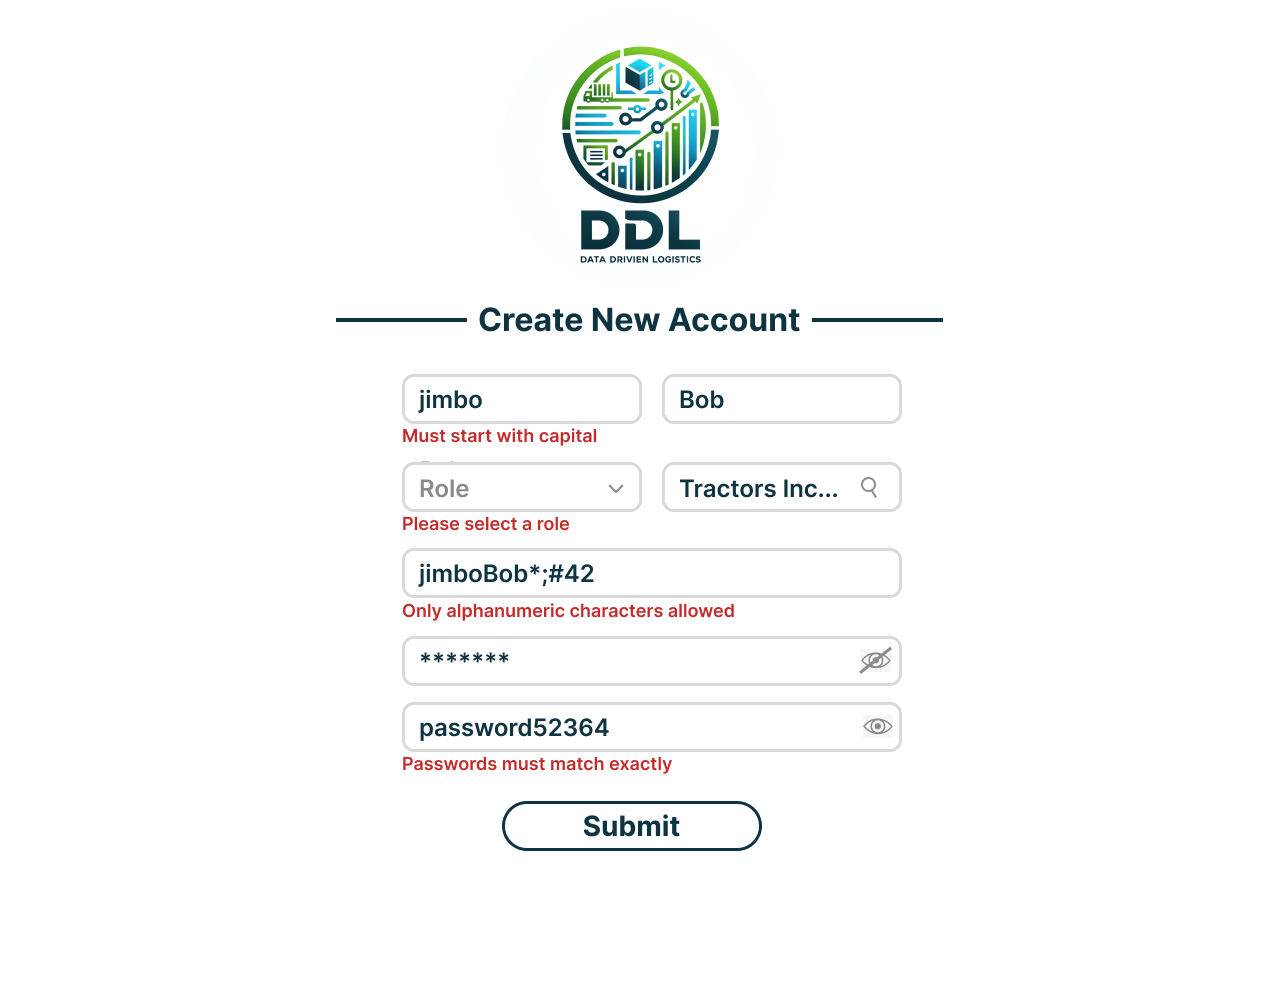 DDL
DATA DRIVIEN LOGISTICS
Create New Account
jimbo Bob
Must start with capital
Role Tractors Inc...
Please select a role
jimboBob*;#42
Only alphanumeric characters allowed
*******
password52364
Passwords must match exactly
Submit